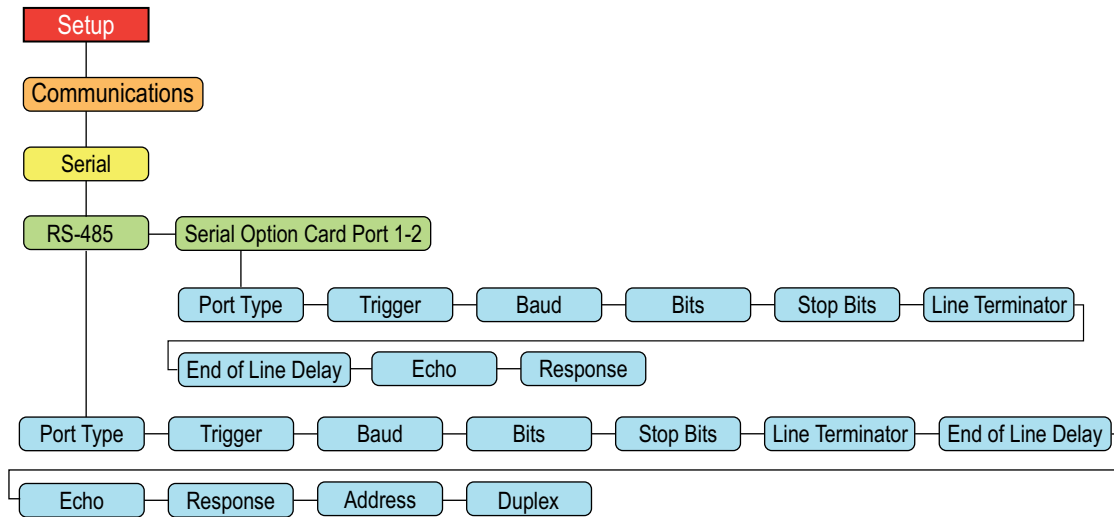 Setup
Communications
Serial
RS-485 Serial Option Card Port 1-2
Port Type Trigger Baud Bits Stop Bits Line Terminator
End of Line Delay Echo Response
Port Type Trigger Baud Bits Stop Bits Line Terminator End of Line Delay
Echo Response Address Duplex